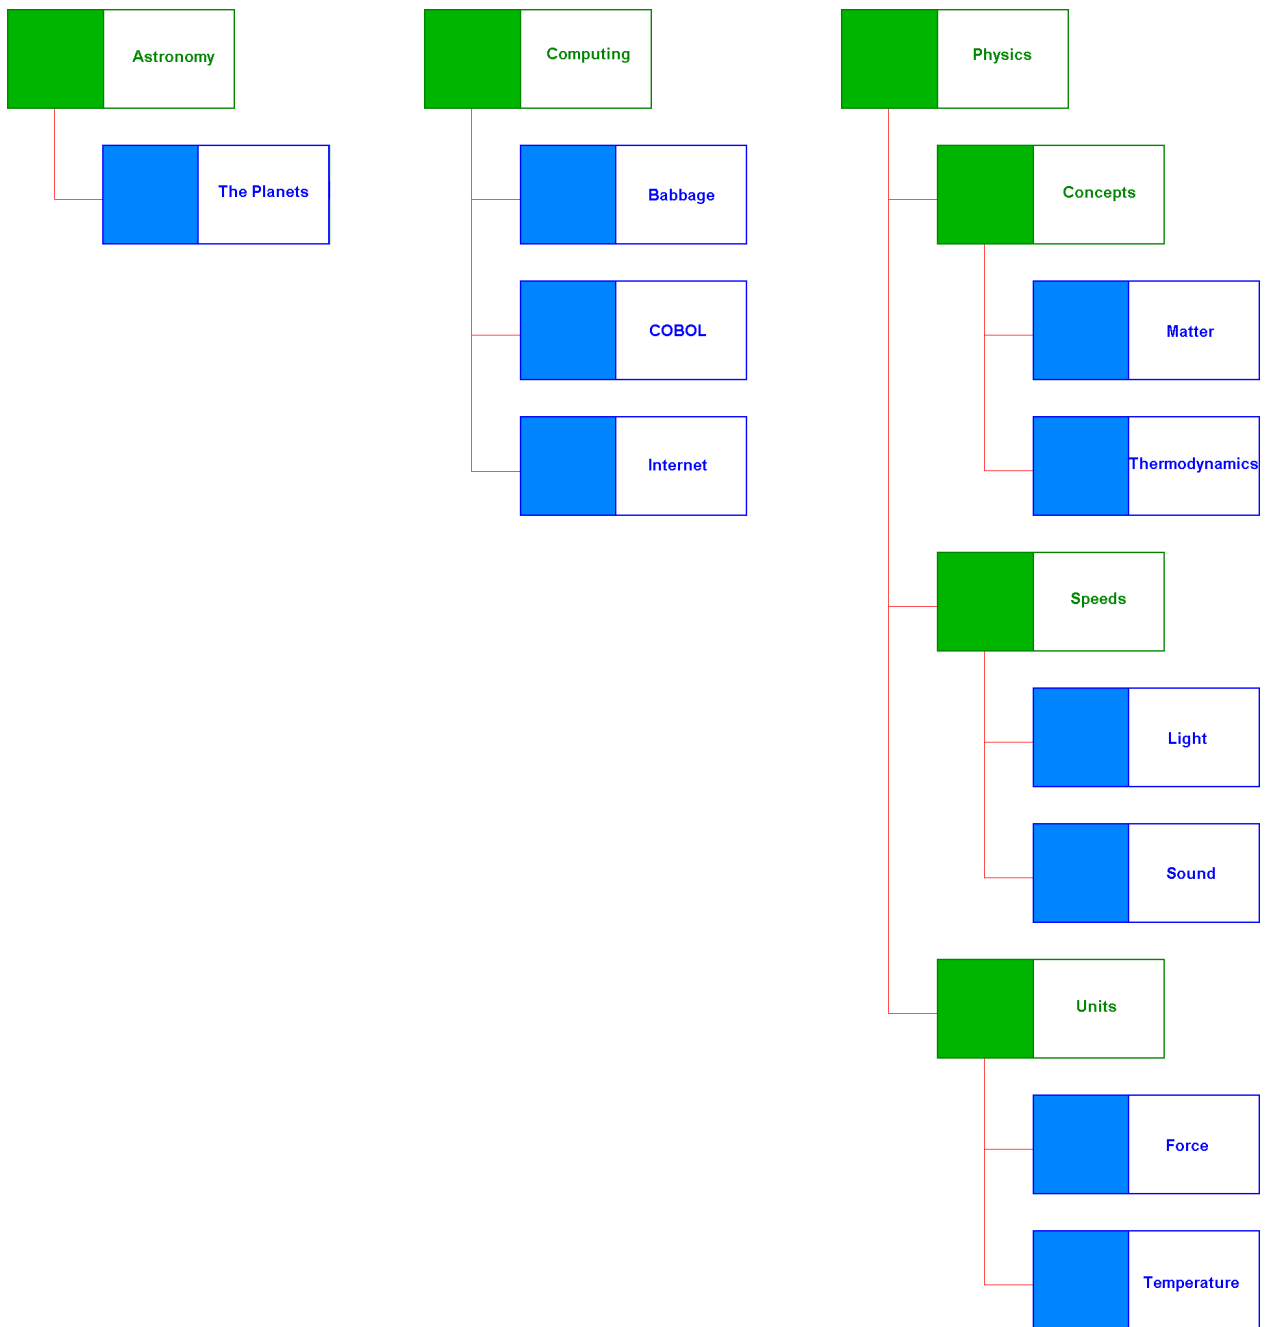 Astronomy
The Planets
Computing
Babbage
COBOL
Internet
Physics
Concepts
Matter
Thermodynamics
Speeds
Light
Sound
Units
Force
Temperature